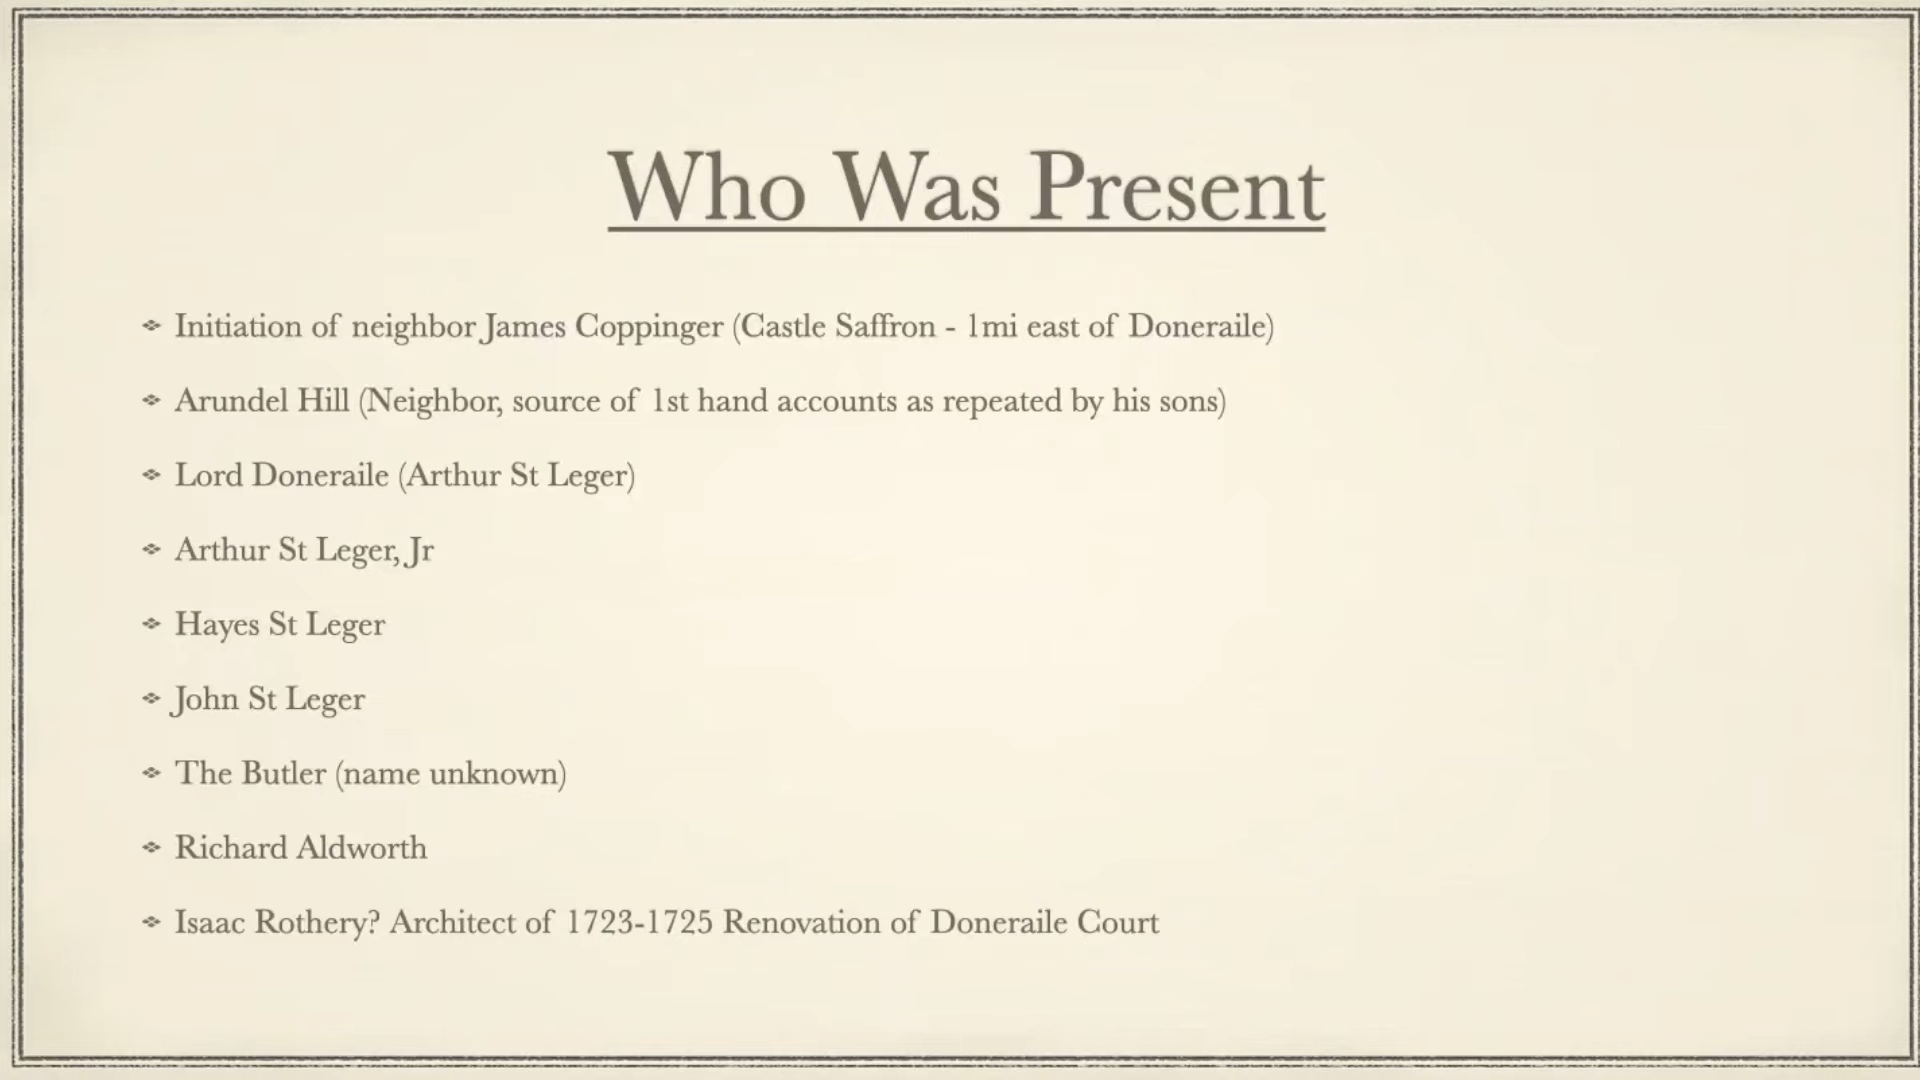 Who Was Present
Initiation of neighbor James Coppinger (Castle Saffron - 1mi east of Doneraile)
Arundel Hill (Neighbor, source of 1st hand accounts as repeated by his sons)
Lord Doneraile (Arthur St Leger)
Arthur St Leger, Jr
Hayes St Leger
John St Leger
The Butler (name unknown)
Richard Aldworth
Isaac Rothery? Architect of 1723-1725 Renovation of Doneraile Court